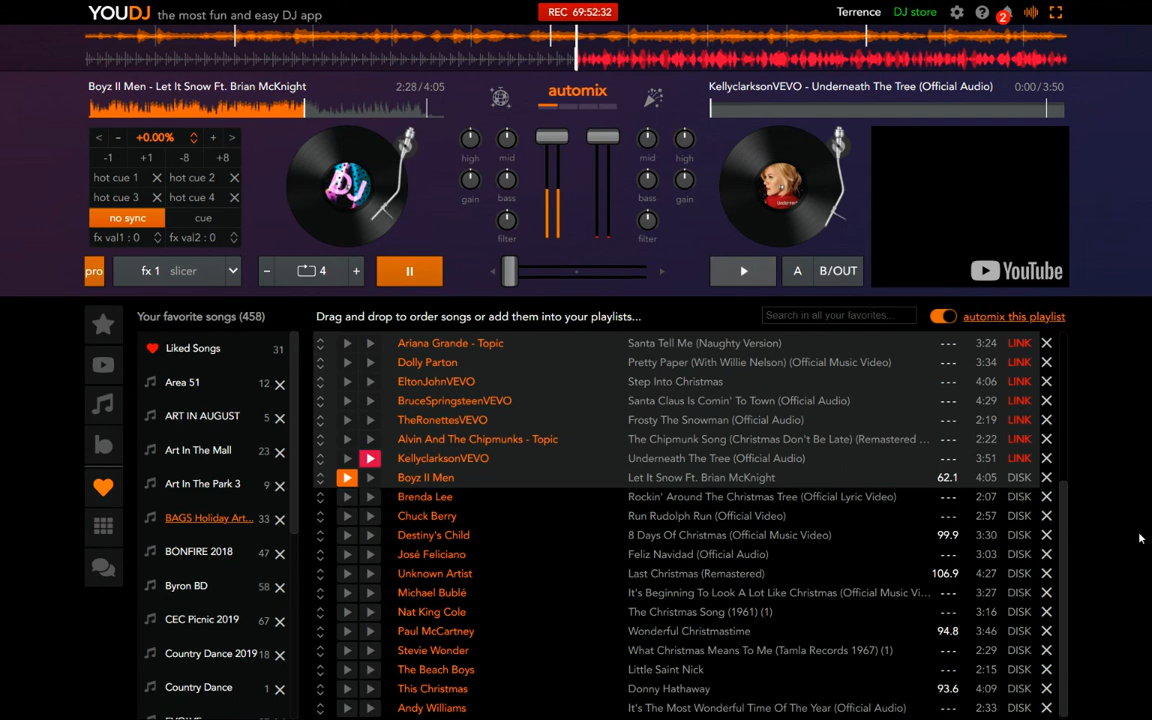 YOUDJ the most fun and easy DJ app
REC 69:52:32
Terrence DJ store 2
Boyz II Men - Let It Snow Ft. Brian McKnight 2:28 / 4:05
automix
KellyclarksonVEVO - Underneath The Tree (Official Audio) 0:00 / 3:50
< - +0.00% + >
-1 +1 -8 +8
hot cue 1 hot cue 2
hot cue 3 hot cue 4
no sync cue
fx val1 : 0 fx val2 : 0
DJ
high mid
gain bass
filter
mid high
bass gain
filter
Underneath
YouTube
pro fx 1 slicer - 4 + A B/OUT
Your favorite songs (458)
Drag and drop to order songs or add them into your playlists...
Search in all your favorites...
automix this playlist
Liked Songs 31
Area 51 12
ART IN AUGUST 5
Art In The Mall 23
Art In The Park 3 9
BAGS Holiday Art... 33
BONFIRE 2018 47
Byron BD 58
CEC Picnic 2019 67
Country Dance 2019 18
Country Dance 1
Ariana Grande - Topic Santa Tell Me (Naughty Version) --- 3:24 LINK
Dolly Parton Pretty Paper (With Willie Nelson) (Official Music Video) --- 3:34 LINK
EltonJohnVEVO Step Into Christmas --- 4:06 LINK
BruceSpringsteenVEVO Santa Claus Is Comin' To Town (Official Audio) --- 4:29 LINK
TheRonettesVEVO Frosty The Snowman (Official Audio) --- 2:19 LINK
Alvin And The Chipmunks - Topic The Chipmunk Song (Christmas Don't Be Late) (Remastered ... --- 2:22 LINK
KellyclarksonVEVO Underneath The Tree (Official Audio) --- 3:51 LINK
Boyz II Men Let It Snow Ft. Brian McKnight 62.1 4:05 DISK
Brenda Lee Rockin' Around The Christmas Tree (Official Lyric Video) --- 2:07 DISK
Chuck Berry Run Rudolph Run (Official Video) --- 2:57 DISK
Destiny's Child 8 Days Of Christmas (Official Music Video) 99.9 3:30 DISK
José Feliciano Feliz Navidad (Official Audio) --- 3:03 DISK
Unknown Artist Last Christmas (Remastered) 106.9 4:27 DISK
Michael Bublé It's Beginning To Look A Lot Like Christmas (Official Music Vi... --- 3:27 DISK
Nat King Cole The Christmas Song (1961) (1) --- 3:16 DISK
Paul McCartney Wonderful Christmastime 94.8 3:46 DISK
Stevie Wonder What Christmas Means To Me (Tamla Records 1967) (1) --- 2:29 DISK
The Beach Boys Little Saint Nick --- 2:15 DISK
This Christmas Donny Hathaway 93.6 4:09 DISK
Andy Williams It's The Most Wonderful Time Of The Year (Official Audio) --- 2:33 DISK